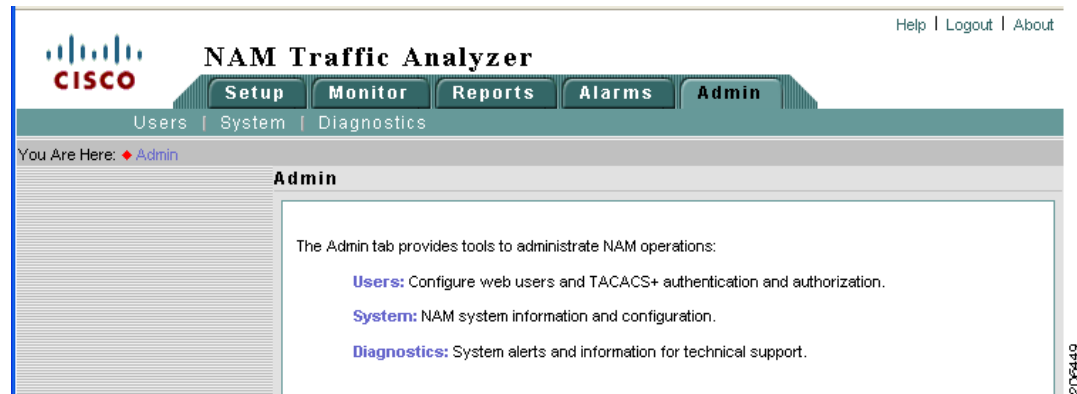 Help | Logout | About
CISCO
NAM Traffic Analyzer
Setup Monitor Reports Alarms Admin
Users | System | Diagnostics
You Are Here: ◆ Admin
Admin
The Admin tab provides tools to administrate NAM operations:
Users: Configure web users and TACACS+ authentication and authorization.
System: NAM system information and configuration.
Diagnostics: System alerts and information for technical support.
206449